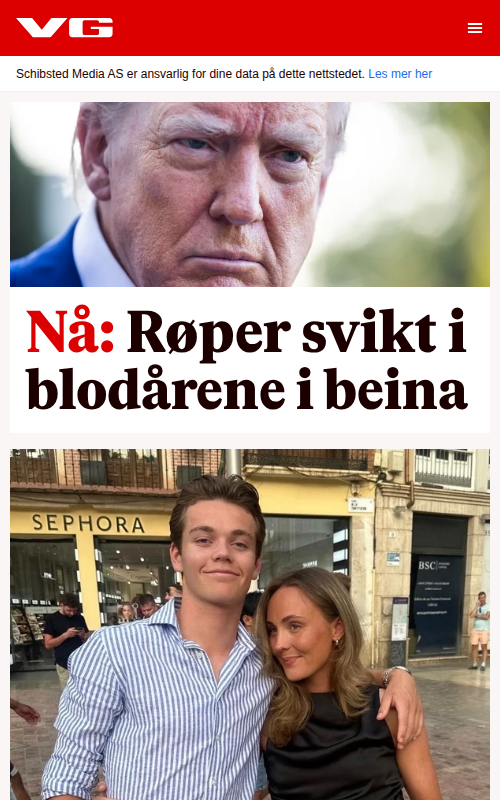 VG
Schibsted Media AS er ansvarlig for dine data på dette nettstedet. Les mer her
Nå: Røper svikt i
blodårene i beina
SEPHORA
BSC